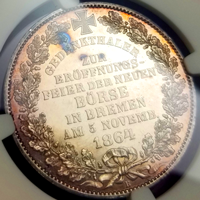 GEDENKTHALER
ZUR
ERÖFFNUNGS-
FEIER DER NEUEN
BÖRSE
IN BREMEN
AM 5 NOVEMB.
1864